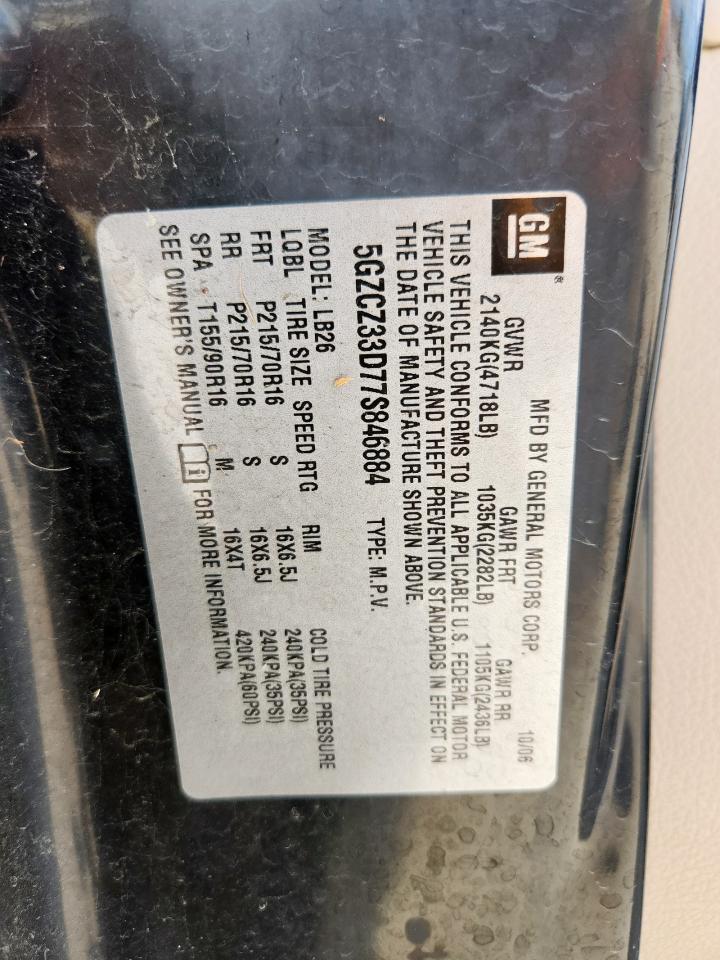 GM®
MFD BY GENERAL MOTORS CORP. 10/06
GVWR GAWR FRT GAWR RR
2140KG(4718LB) 1035KG(2282LB) 1105KG(2436LB)
THIS VEHICLE CONFORMS TO ALL APPLICABLE U.S. FEDERAL MOTOR
VEHICLE SAFETY AND THEFT PREVENTION STANDARDS IN EFFECT ON
THE DATE OF MANUFACTURE SHOWN ABOVE.
5GZCZ33D77S846884 TYPE: M.P.V.
MODEL: LB26
LQBL TIRE SIZE SPEED RTG RIM COLD TIRE PRESSURE
FRT P215/70R16 S 16X6.5J 240KPA(35PSI)
RR P215/70R16 S 16X6.5J 240KPA(35PSI)
SPA T155/90R16 M 16X4T 420KPA(60PSI)
SEE OWNER'S MANUAL i FOR MORE INFORMATION.